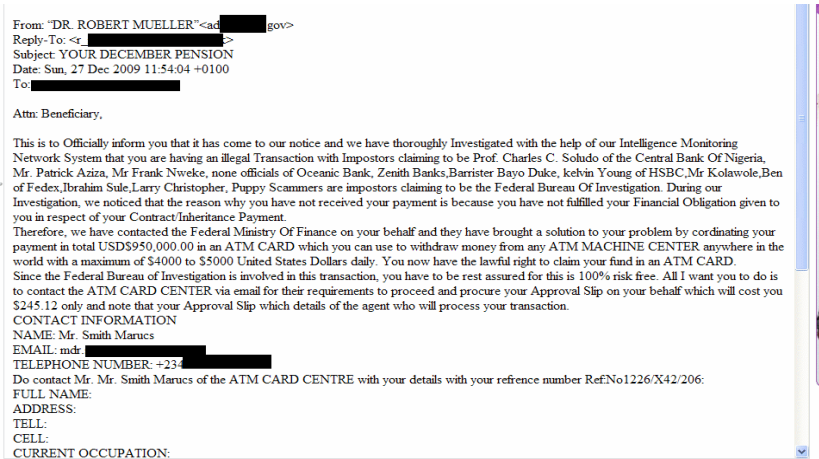 From: "DR. ROBERT MUELLER"<ad gov>
Reply-To: <r_ >
Subject: YOUR DECEMBER PENSION
Date: Sun, 27 Dec 2009 11:54:04 +0100
To:
Attn: Beneficiary,
This is to Officially inform you that it has come to our notice and we have thoroughly Investigated with the help of our Intelligence Monitoring
Network System that you are having an illegal Transaction with Impostors claiming to be Prof. Charles C. Soludo of the Central Bank Of Nigeria,
Mr. Patrick Aziza, Mr Frank Nweke, none officials of Oceanic Bank, Zenith Banks,Barrister Bayo Duke, kelvin Young of HSBC,Mr Kolawole,Ben
of Fedex,Ibrahim Sule,Larry Christopher, Puppy Scammers are impostors claiming to be the Federal Bureau Of Investigation. During our
Investigation, we noticed that the reason why you have not received your payment is because you have not fulfilled your Financial Obligation given to
you in respect of your Contract/Inheritance Payment.
Therefore, we have contacted the Federal Ministry Of Finance on your behalf and they have brought a solution to your problem by cordinating your
payment in total USD$950,000.00 in an ATM CARD which you can use to withdraw money from any ATM MACHINE CENTER anywhere in the
world with a maximum of $4000 to $5000 United States Dollars daily. You now have the lawful right to claim your fund in an ATM CARD.
Since the Federal Bureau of Investigation is involved in this transaction, you have to be rest assured for this is 100% risk free. All I want you to do is
to contact the ATM CARD CENTER via email for their requirements to proceed and procure your Approval Slip on your behalf which will cost you
$245.12 only and note that your Approval Slip which details of the agent who will process your transaction.
CONTACT INFORMATION
NAME: Mr. Smith Marucs
EMAIL: mdr.
TELEPHONE NUMBER: +234
Do contact Mr. Mr. Smith Marucs of the ATM CARD CENTRE with your details with your refrence number Ref:No1226/X42/206:
FULL NAME:
ADDRESS:
TELL:
CELL:
CURRENT OCCUPATION: